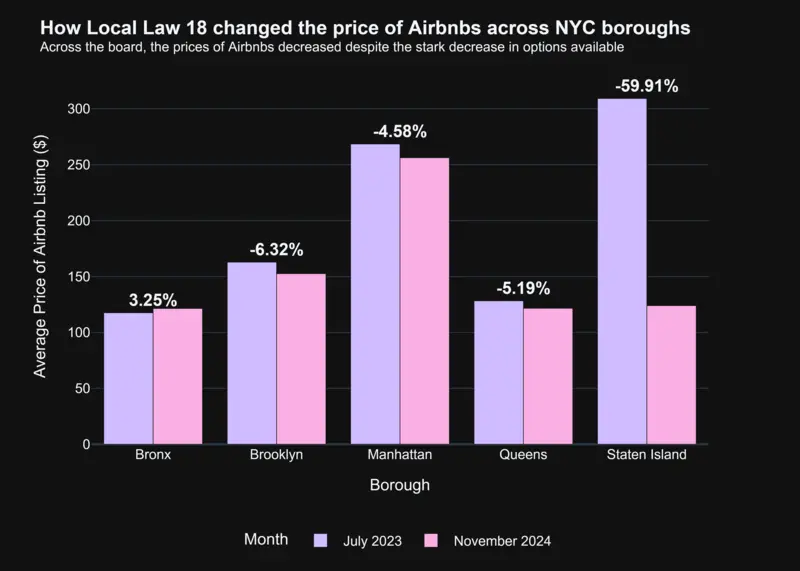 How Local Law 18 changed the price of Airbnbs across NYC boroughs
Across the board, the prices of Airbnbs decreased despite the stark decrease in options available
Average Price of Airbnb Listing ($)
300
250
200
150
100
50
0
3.25%
-6.32%
-4.58%
-5.19%
-59.91%
Bronx
Brooklyn
Manhattan
Queens
Staten Island
Borough
Month
July 2023
November 2024